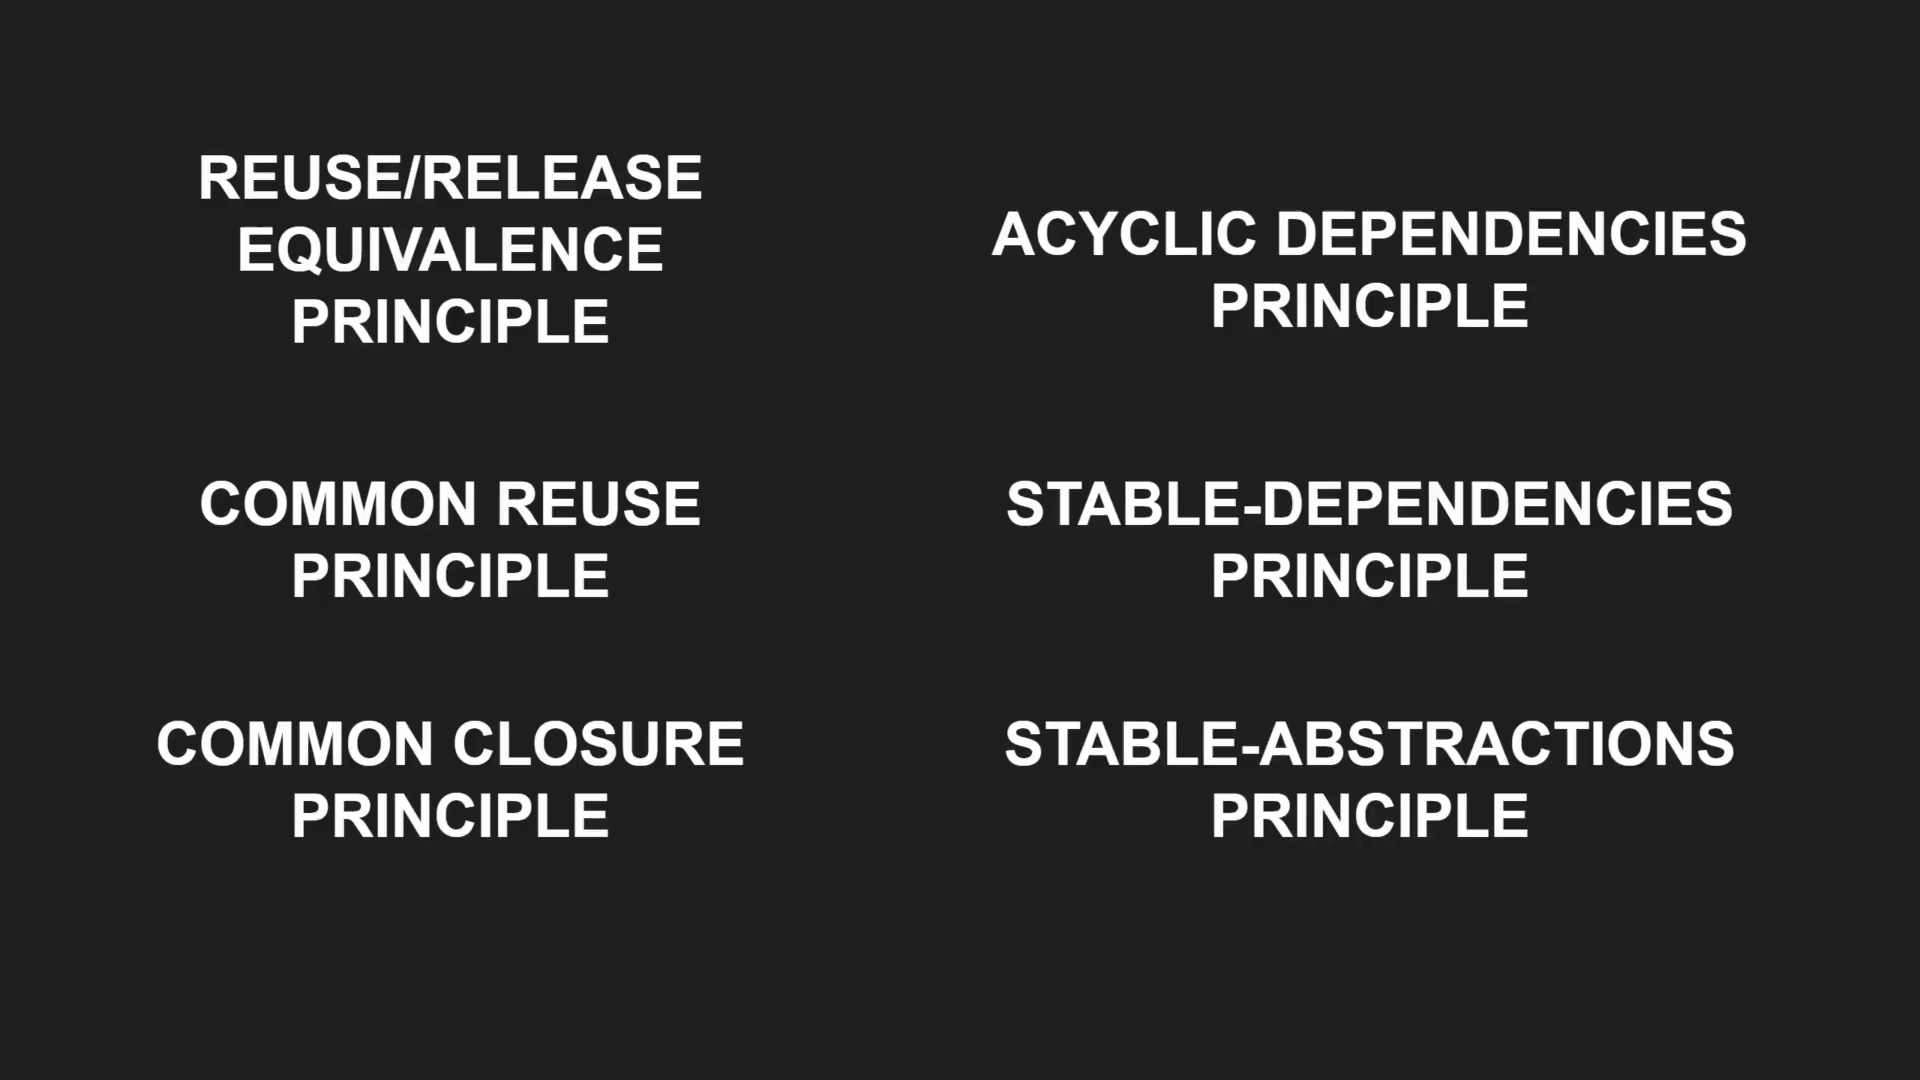 REUSE/RELEASE
EQUIVALENCE
PRINCIPLE
COMMON REUSE
PRINCIPLE
COMMON CLOSURE
PRINCIPLE
ACYCLIC DEPENDENCIES
PRINCIPLE
STABLE-DEPENDENCIES
PRINCIPLE
STABLE-ABSTRACTIONS
PRINCIPLE